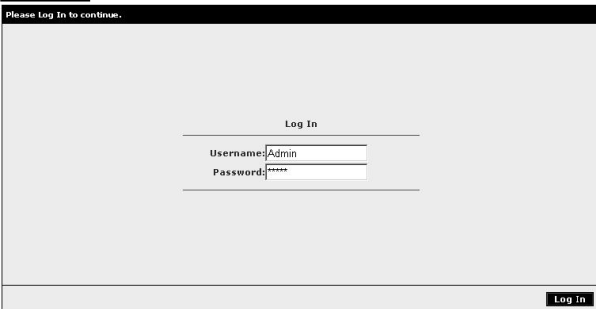 Please Log In to continue.
Log In
Username: Admin
Password: *****
Log In